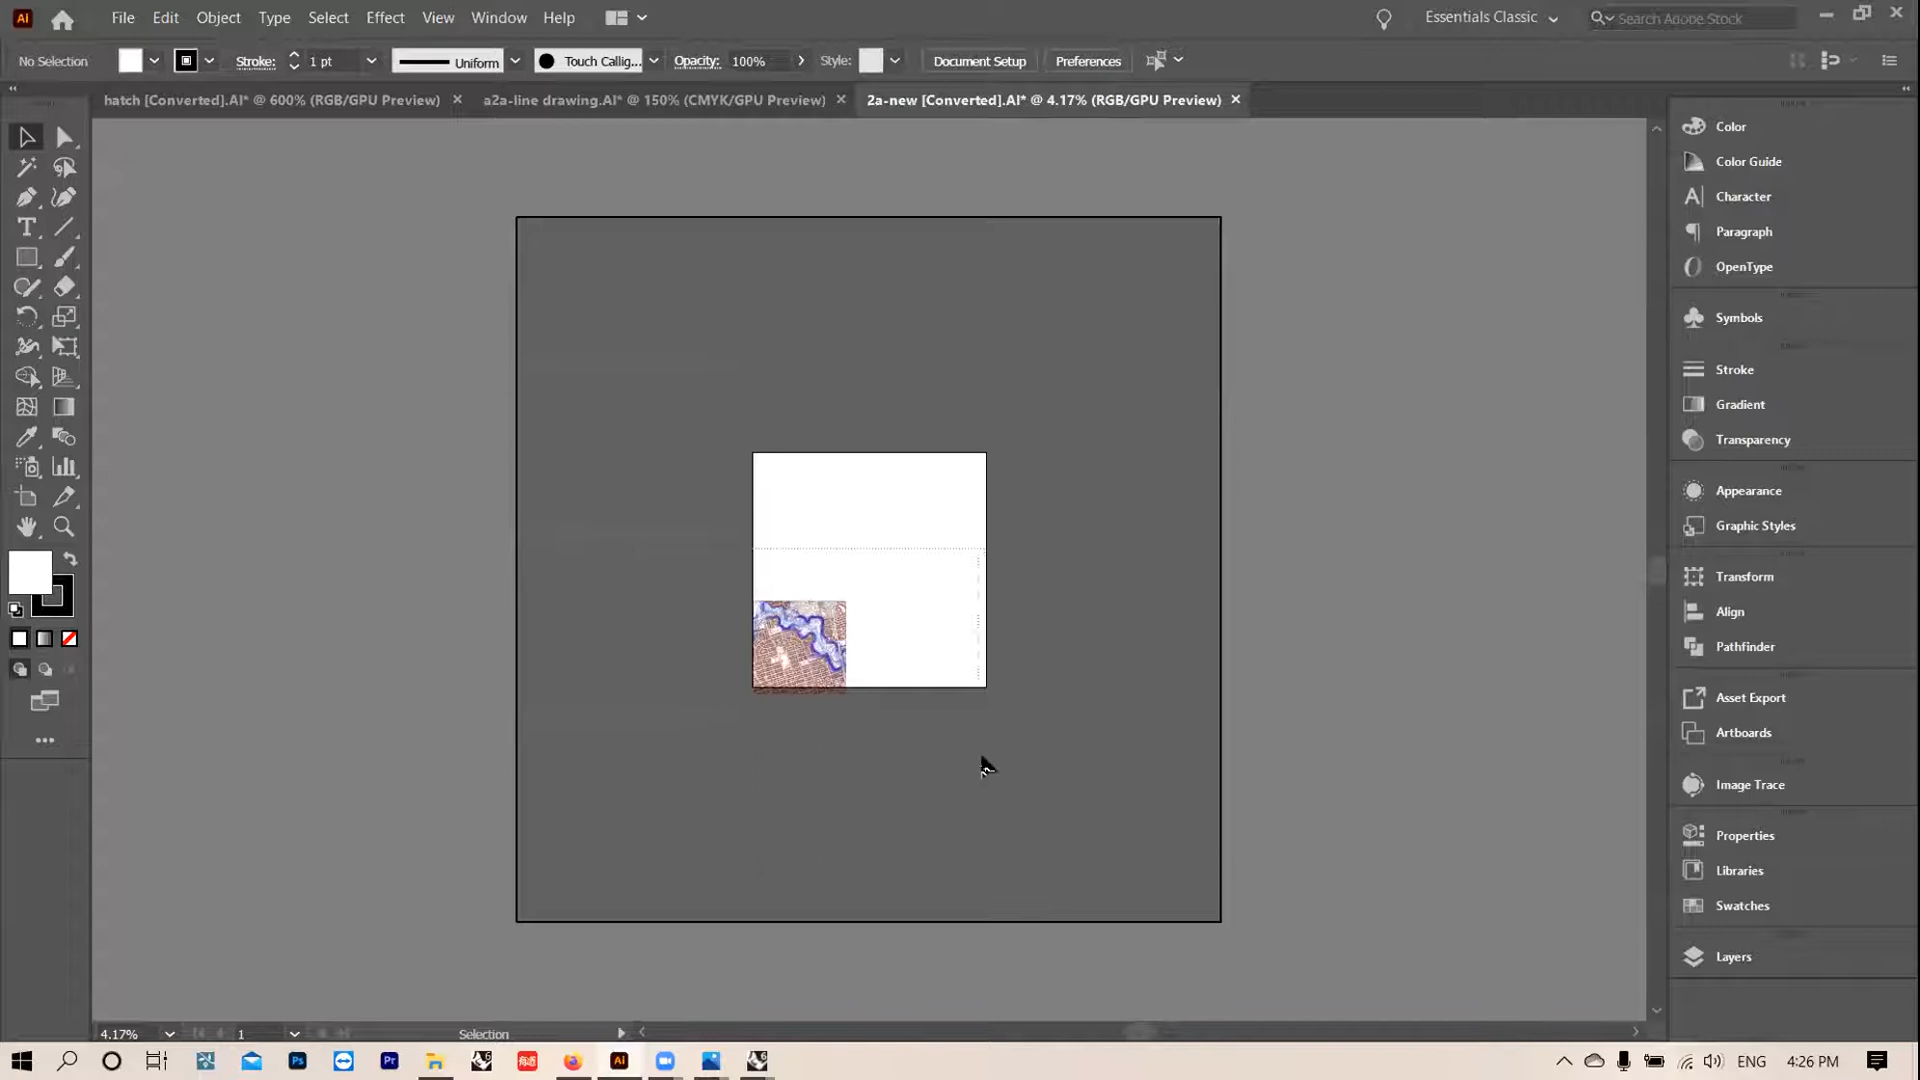 Ai File Edit Object Type Select Effect View Window Help Essentials Classic Search Adobe Stock
No Selection Stroke: 1 pt Uniform Touch Callig... Opacity: 100% Style: Document Setup Preferences
hatch [Converted].AI* @ 600% (RGB/GPU Preview) a2a-line drawing.AI* @ 150% (CMYK/GPU Preview) 2a-new [Converted].AI* @ 4.17% (RGB/GPU Preview)
Color
Color Guide
Character
Paragraph
OpenType
Symbols
Stroke
Gradient
Transparency
Appearance
Graphic Styles
Transform
Align
Pathfinder
Asset Export
Artboards
Image Trace
Properties
Libraries
Swatches
Layers
4.17% 1 Selection
Ps Pr Ai ENG 4:26 PM